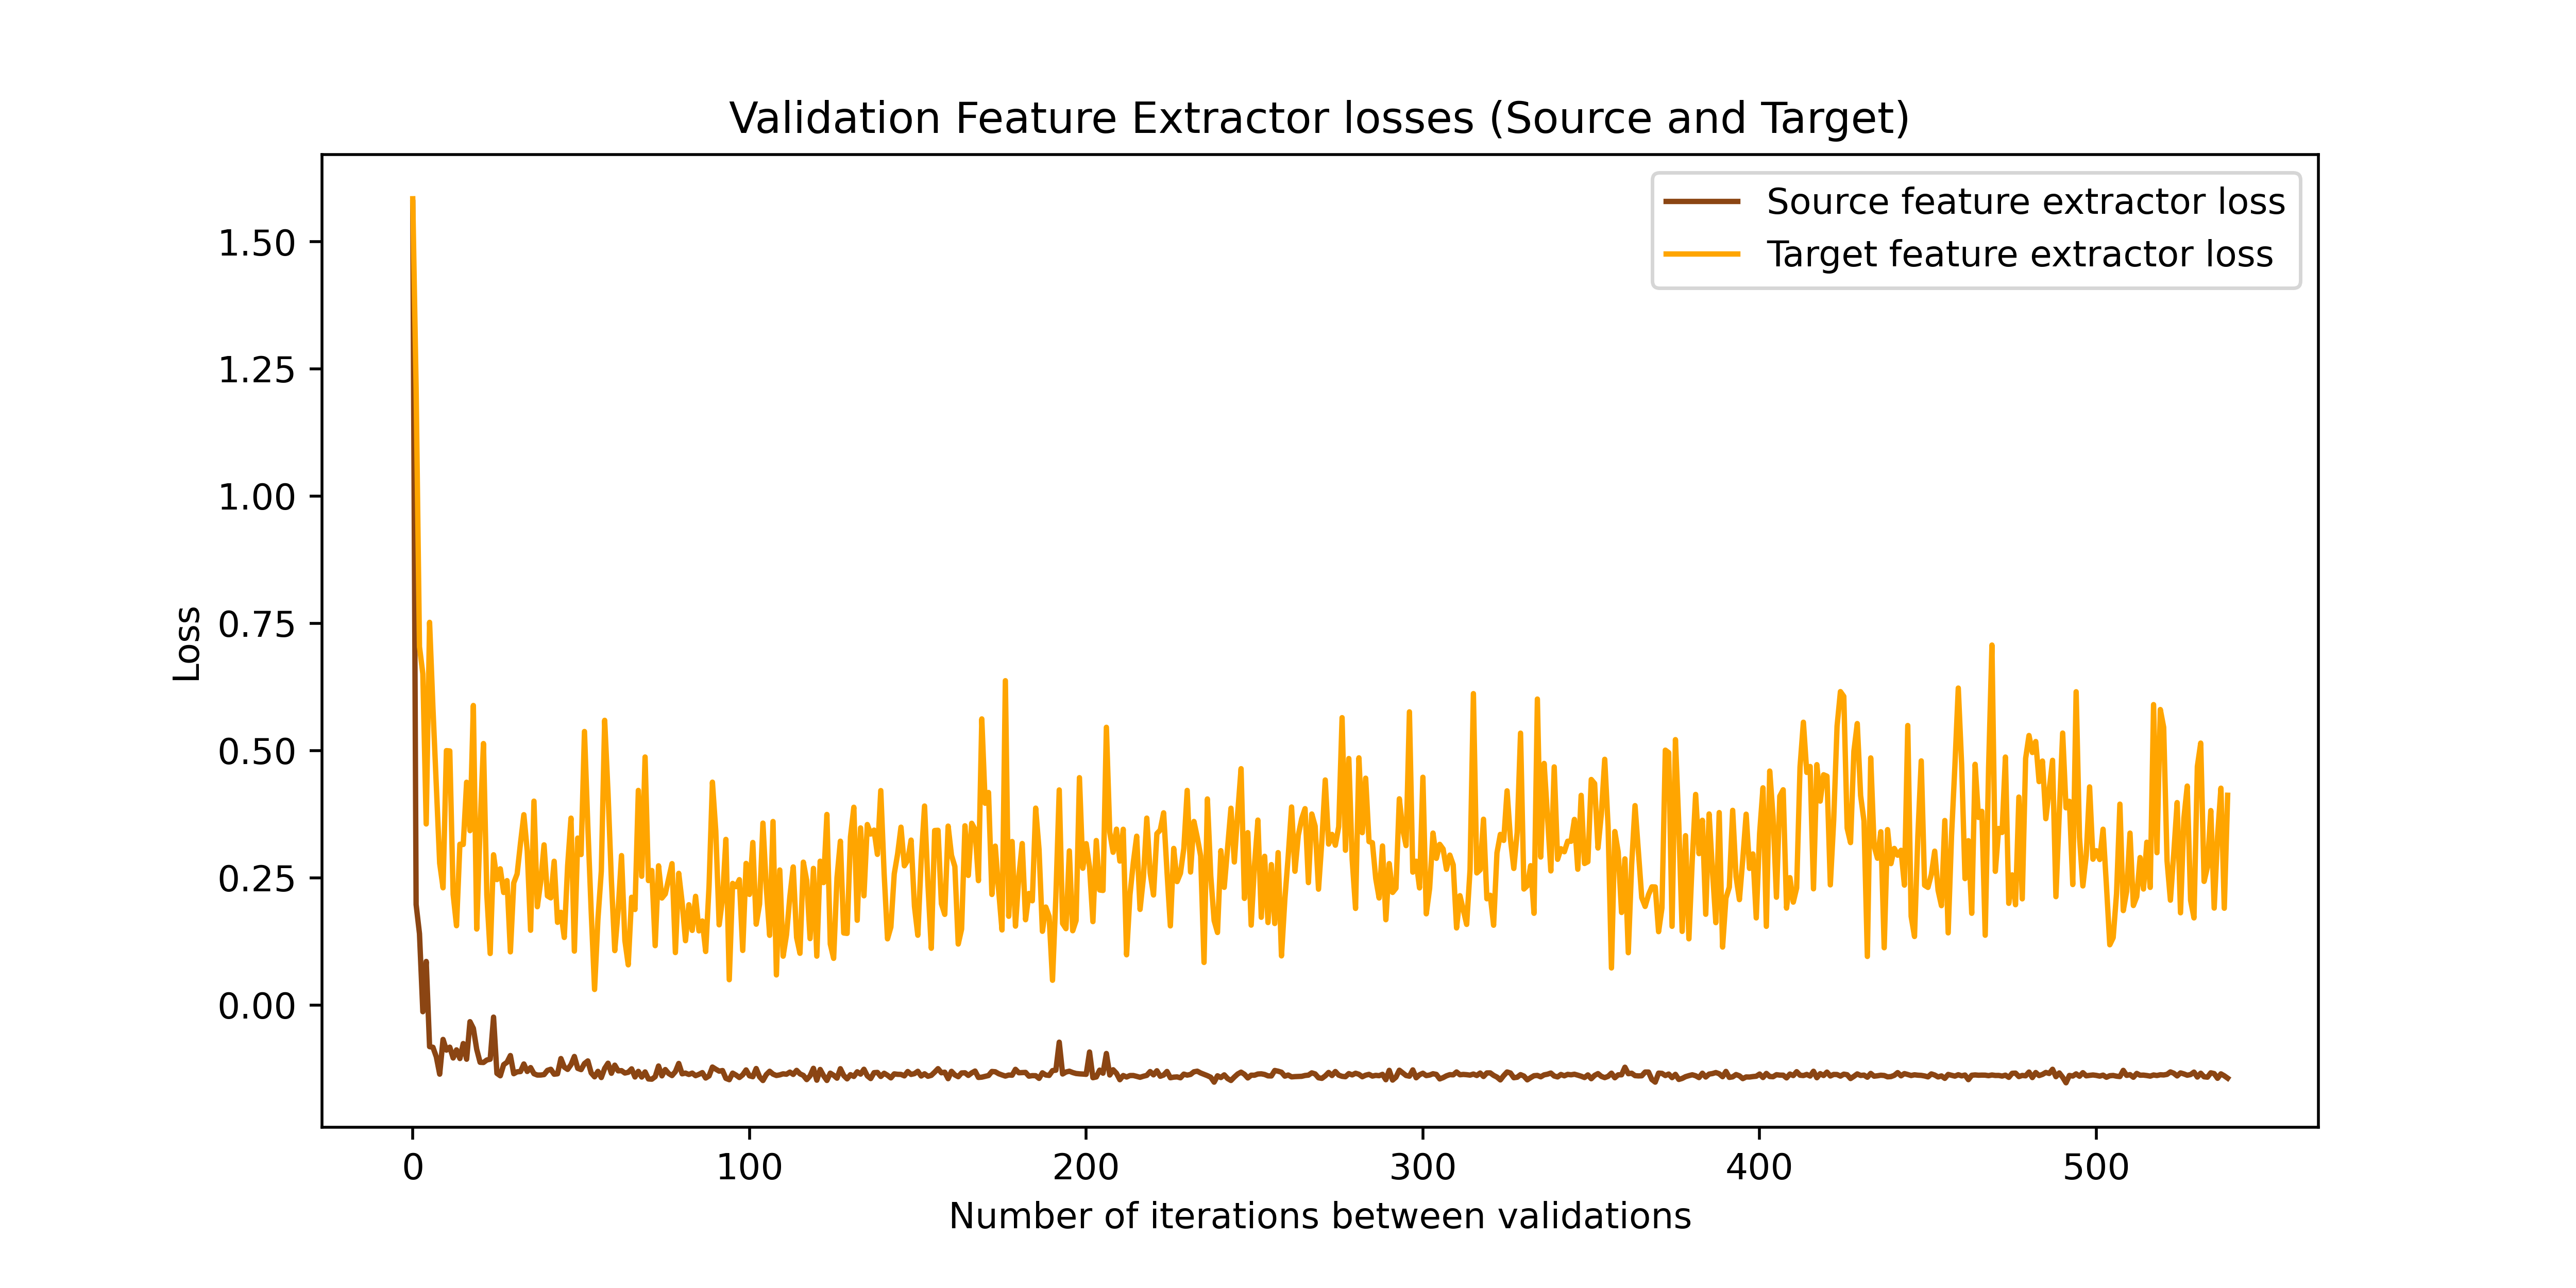 Validation Feature Extractor losses (Source and Target)
Source feature extractor loss
Target feature extractor loss
1.50
1.25
1.00
0.75
0.50
0.25
0.00
Loss
0 100 200 300 400 500
Number of iterations between validations